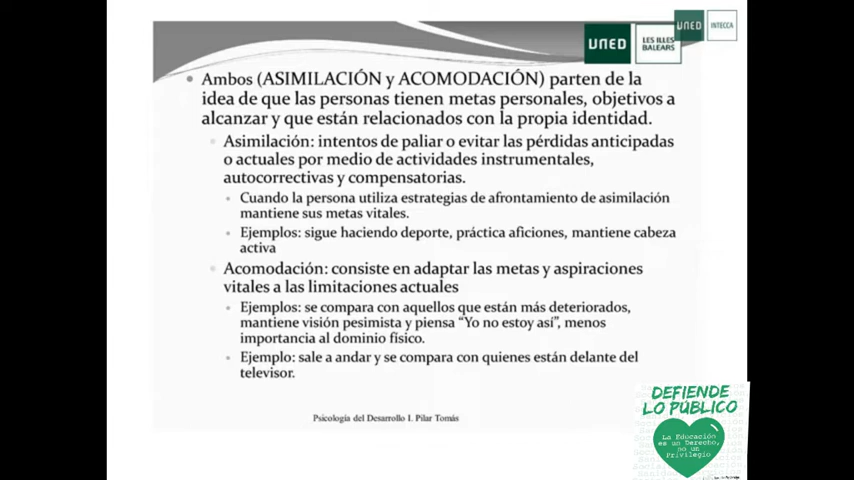 UNED
INTECCA
UNED
LES ILLES
BALEARS
Ambos (ASIMILACIÓN y ACOMODACIÓN) parten de la
idea de que las personas tienen metas personales, objetivos a
alcanzar y que están relacionados con la propia identidad.
Asimilación: intentos de paliar o evitar las pérdidas anticipadas
o actuales por medio de actividades instrumentales,
autocorrectivas y compensatorias.
Cuando la persona utiliza estrategias de afrontamiento de asimilación
mantiene sus metas vitales.
Ejemplos: sigue haciendo deporte, práctica aficiones, mantiene cabeza
activa
Acomodación: consiste en adaptar las metas y aspiraciones
vitales a las limitaciones actuales
Ejemplos: se compara con aquellos que están más deteriorados,
mantiene visión pesimista y piensa “Yo no estoy así”, menos
importancia al dominio físico.
Ejemplo: sale a andar y se compara con quienes están delante del
televisor.
Psicología del Desarrollo I. Pilar Tomás
DEFIENDE
LO PÚBLICO
La Educación
es un Derecho,
no un
Privilegio